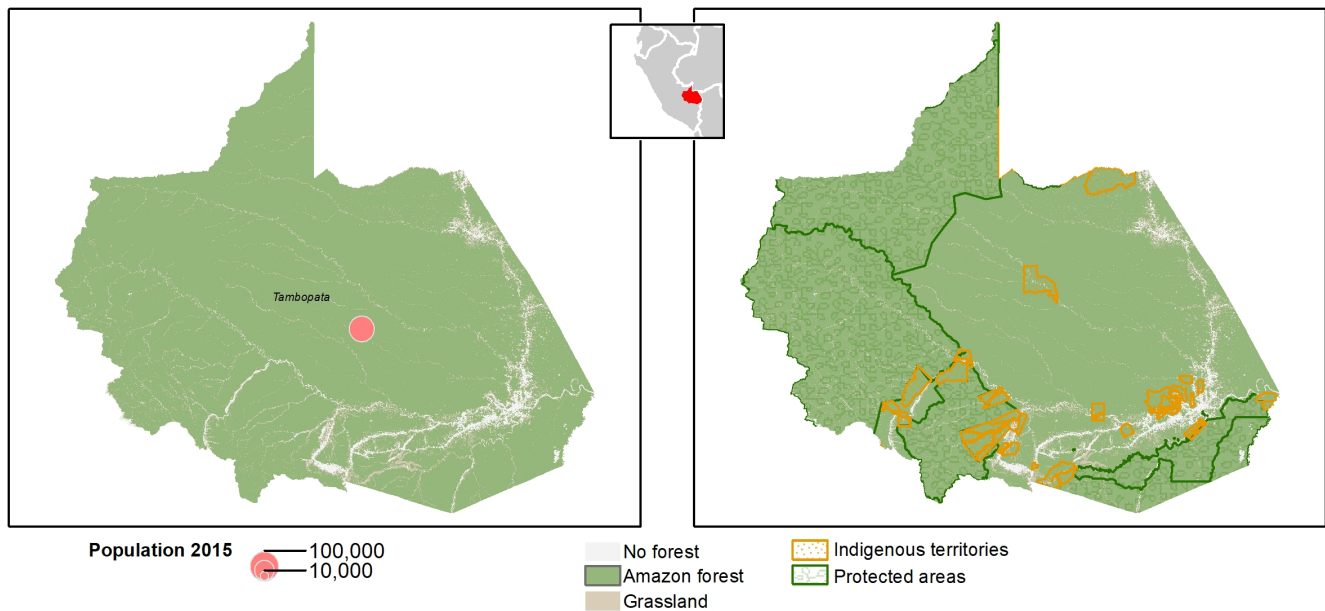 Tambopata
Population 2015
100,000
10,000
No forest
Amazon forest
Grassland
Indigenous territories
Protected areas